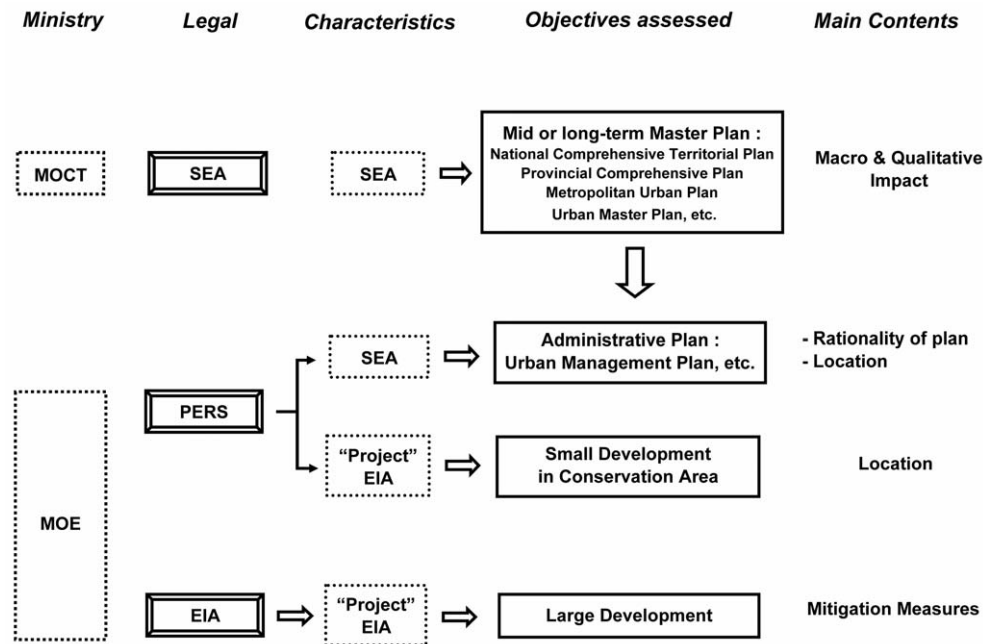 Ministry Legal Characteristics Objectives assessed Main Contents
MOCT
SEA
SEA
Mid or long-term Master Plan :
National Comprehensive Territorial Plan
Provincial Comprehensive Plan
Metropolitan Urban Plan
Urban Master Plan, etc.
Macro & Qualitative
Impact
MOE
PERS
SEA
Administrative Plan :
Urban Management Plan, etc.
- Rationality of plan
- Location
“Project”
EIA
Small Development
in Conservation Area
Location
EIA
“Project”
EIA
Large Development
Mitigation Measures